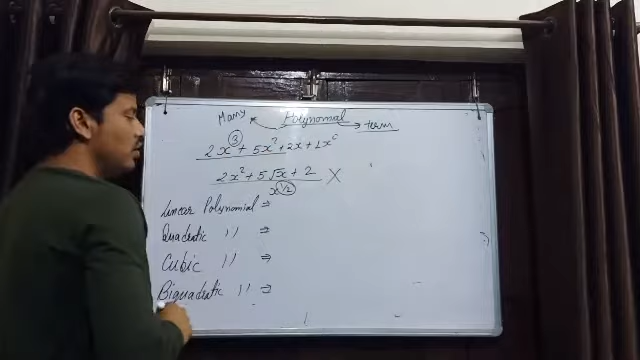 Many Polynomial → term
2x³ + 5x² + 2x + 1x⁰
2x² + 5√x + 2 X
x^1/2
Linear Polynomial ⇒
Quadratic 〃 ⇒
Cubic 〃 ⇒
Biquadratic 〃 ⇒